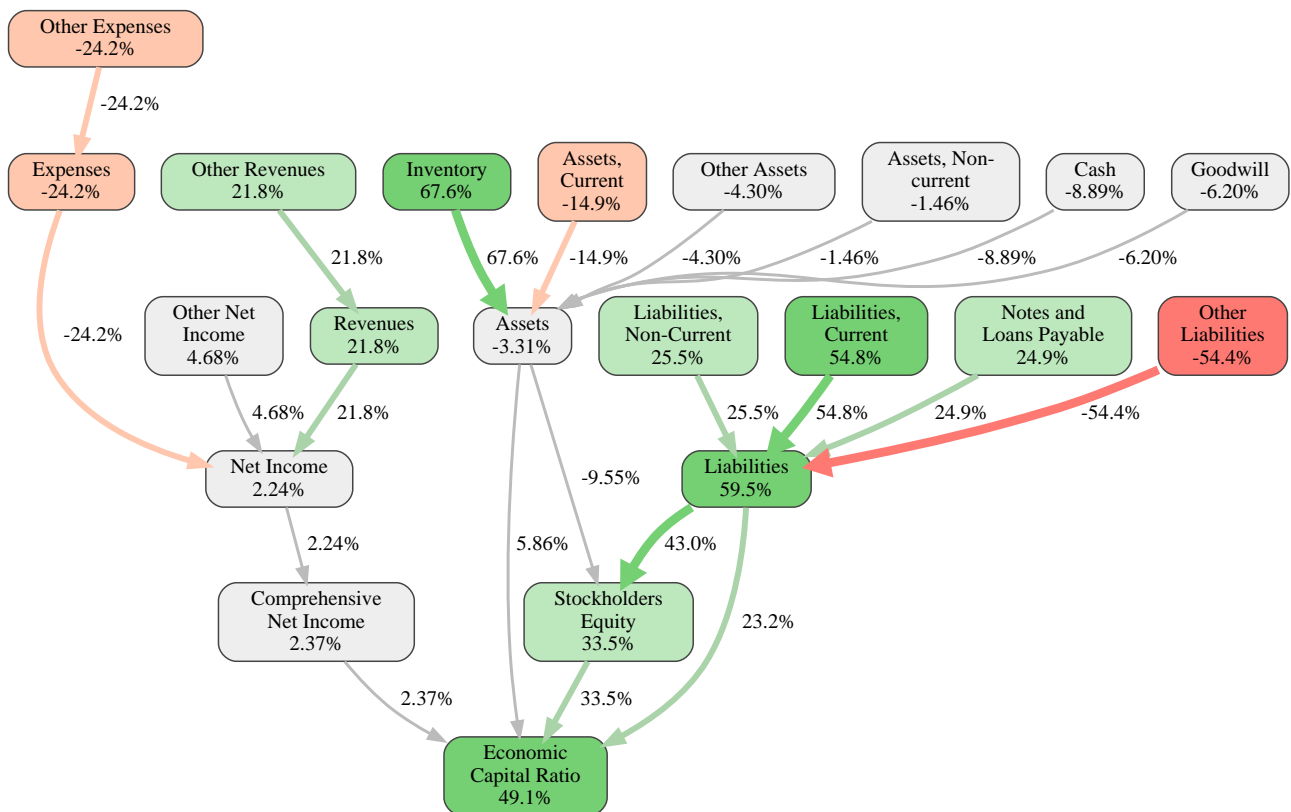 Other Expenses
-24.2%
-24.2%
Expenses
-24.2%
Other Revenues
21.8%
Inventory
67.6%
Assets,
Current
-14.9%
Other Assets
-4.30%
Assets, Non-
current
-1.46%
Cash
-8.89%
Goodwill
-6.20%
21.8%
67.6%
-14.9%
-4.30%
-1.46%
-8.89%
-6.20%
-24.2%
Other Net
Income
4.68%
Revenues
21.8%
Assets
-3.31%
Liabilities,
Non-Current
25.5%
Liabilities,
Current
54.8%
Notes and
Loans Payable
24.9%
Other
Liabilities
-54.4%
4.68%
21.8%
25.5%
54.8%
24.9%
-54.4%
Net Income
2.24%
-9.55%
Liabilities
59.5%
2.24%
5.86%
43.0%
Comprehensive
Net Income
2.37%
Stockholders
Equity
33.5%
23.2%
2.37%
33.5%
Economic
Capital Ratio
49.1%